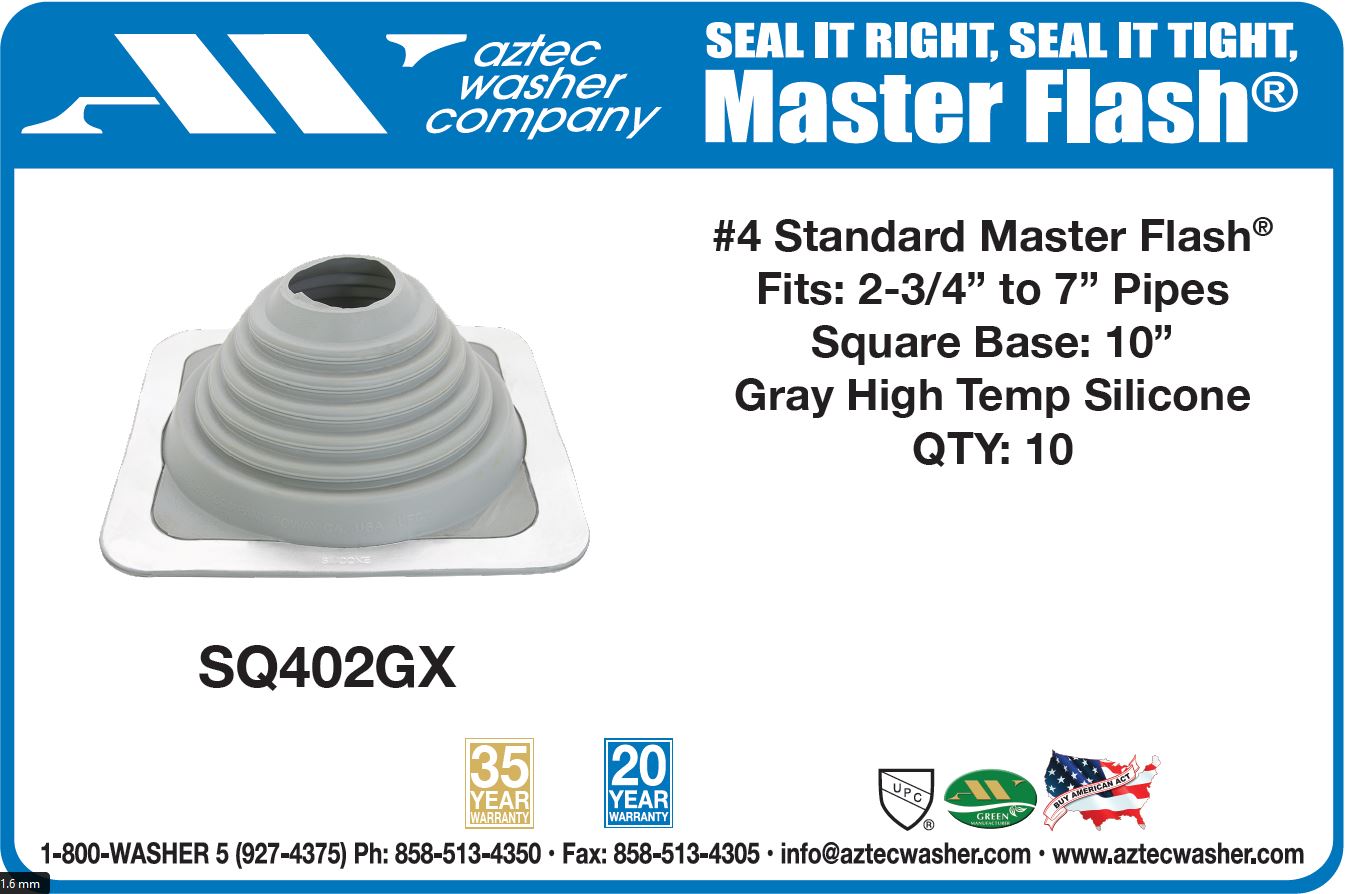 aztec
washer
company
SEAL IT RIGHT, SEAL IT TIGHT,
Master Flash®
#4 Standard Master Flash®
Fits: 2-3/4” to 7” Pipes
Square Base: 10”
Gray High Temp Silicone
QTY: 10
SILICONE
SQ402GX
35
YEAR
WARRANTY
20
YEAR
WARRANTY
UPC
®
GREEN
MANUFACTURER
BUY AMERICAN ACT
1-800-WASHER 5 (927-4375) Ph: 858-513-4350 • Fax: 858-513-4305 • info@aztecwasher.com • www.aztecwasher.com
1.6 mm